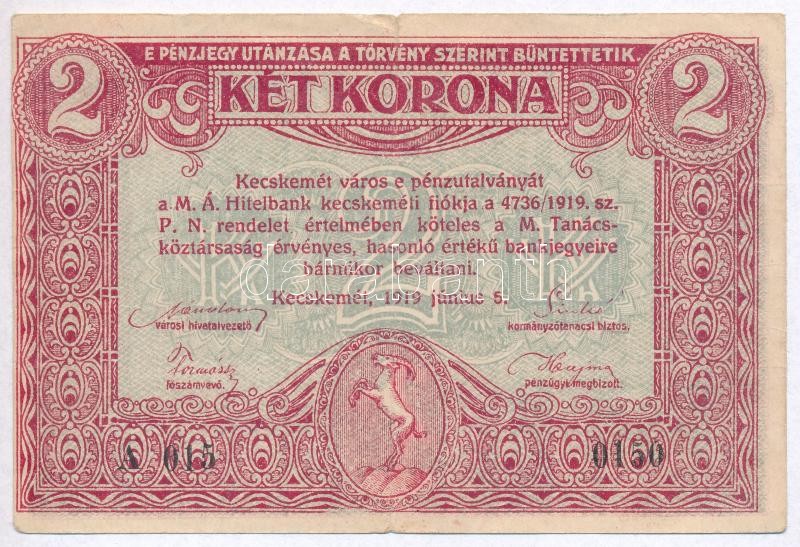 E PÉNZJEGY UTÁNZÁSA A TÖRVÉNY SZERINT BÜNTETTETIK.
2 KÉT KORONA 2
Kecskemét város e pénzutalványát
a M. Á. Hitelbank kecskeméti fiókja a 4736/1919. sz.
P. N. rendelet értelmében köteles a M. Tanács-
köztársaság érvényes, hasonló értékű bankjegyeire
bármikor beváltani.
Kecskemét, 1919 június 5.
városi hivatalvezető
kormányzótanácsi biztos.
főszámvevő.
pénzügyi megbízott.
A 015 0150
databanth